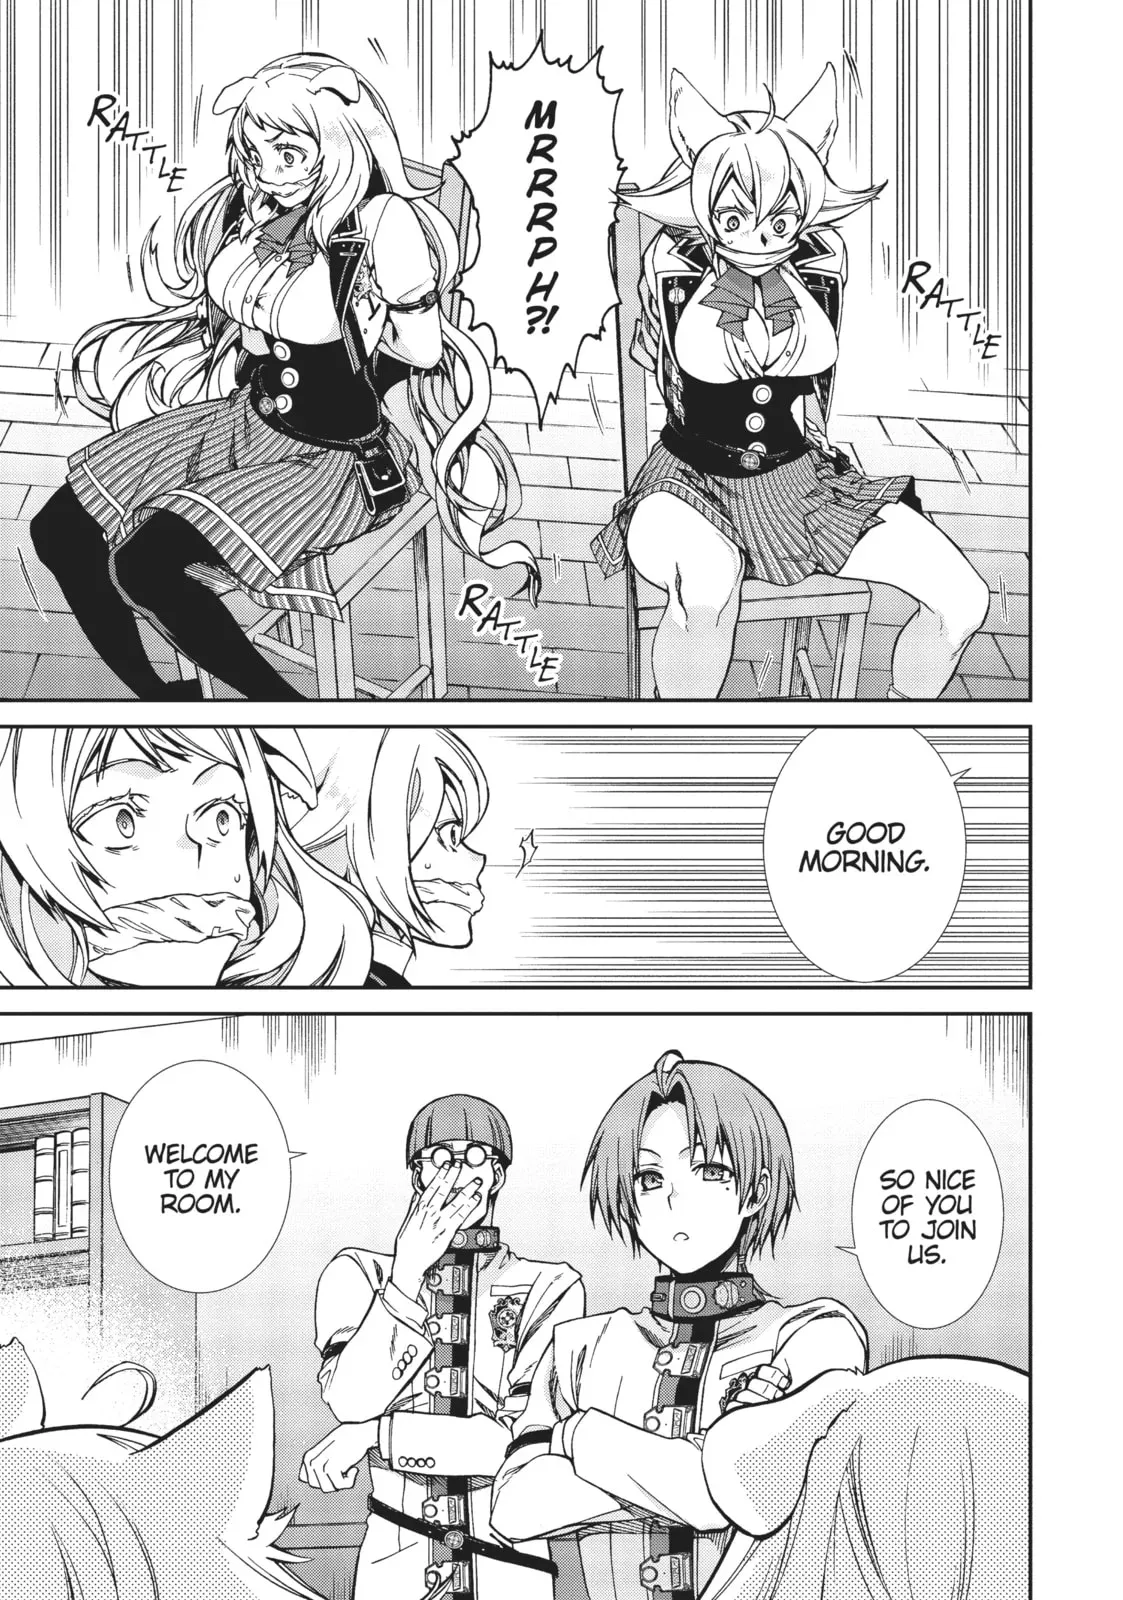 RATTLE
MRRRPH?!
RATTLE
RATTLE
GOOD
MORNING.
SO NICE
OF YOU
TO JOIN
US.
WELCOME
TO MY
ROOM.